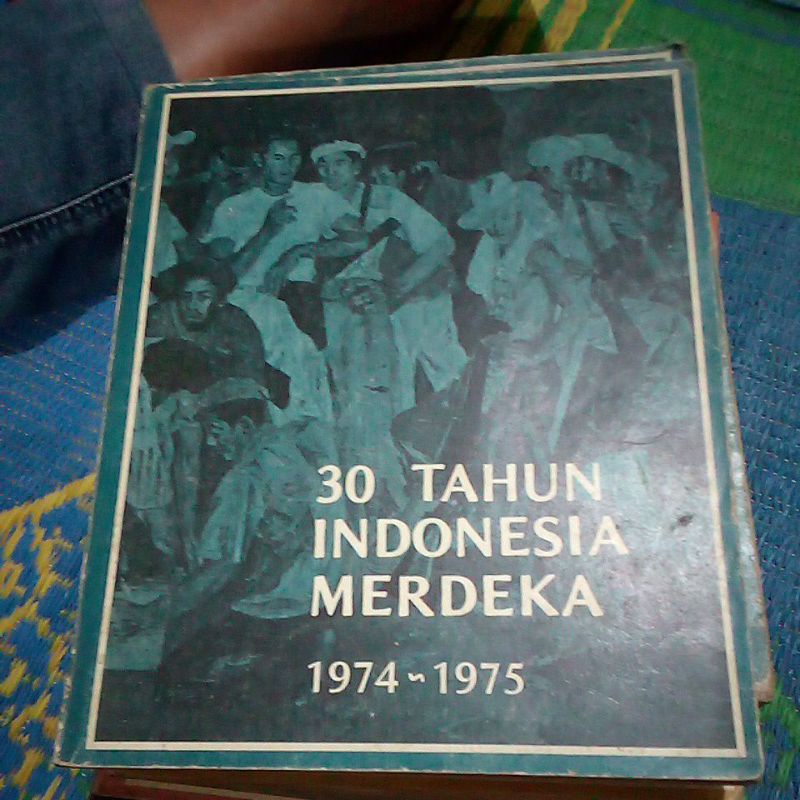 30 TAHUN
INDONESIA
MERDEKA
1974~1975